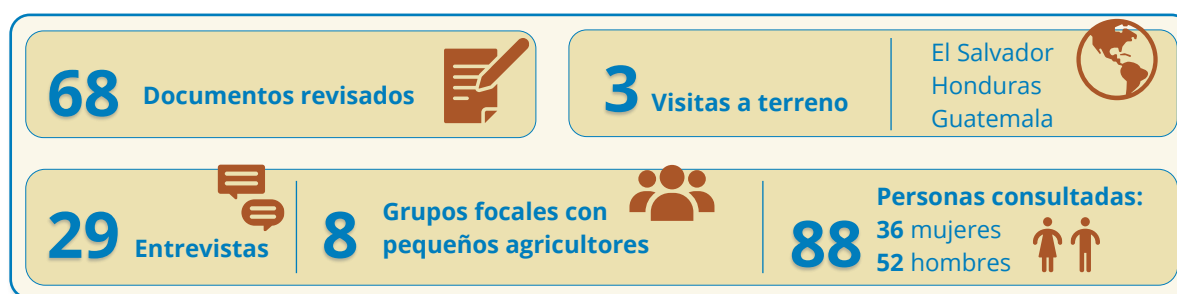 68 Documentos revisados
3 Visitas a terreno
El Salvador
Honduras
Guatemala
29 Entrevistas
8 Grupos focales con
pequeños agricultores
88 Personas consultadas:
36 mujeres
52 hombres